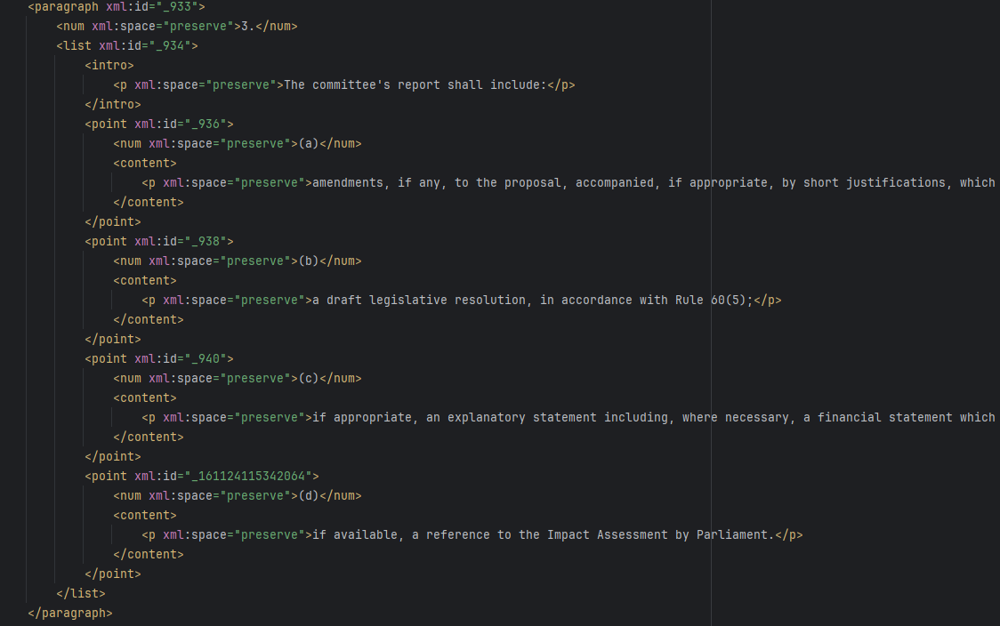 <paragraph xml:id="_933">
<num xml:space="preserve">3.</num>
<list xml:id="_934">
<intro>
<p xml:space="preserve">The committee's report shall include:</p>
</intro>
<point xml:id="_936">
<num xml:space="preserve">(a)</num>
<content>
<p xml:space="preserve">amendments, if any, to the proposal, accompanied, if appropriate, by short justifications, which
</content>
</point>
<point xml:id="_938">
<num xml:space="preserve">(b)</num>
<content>
<p xml:space="preserve">a draft legislative resolution, in accordance with Rule 60(5);</p>
</content>
</point>
<point xml:id="_940">
<num xml:space="preserve">(c)</num>
<content>
<p xml:space="preserve">if appropriate, an explanatory statement including, where necessary, a financial statement which
</content>
</point>
<point xml:id="_161124115342064">
<num xml:space="preserve">(d)</num>
<content>
<p xml:space="preserve">if available, a reference to the Impact Assessment by Parliament.</p>
</content>
</point>
</list>
</paragraph>